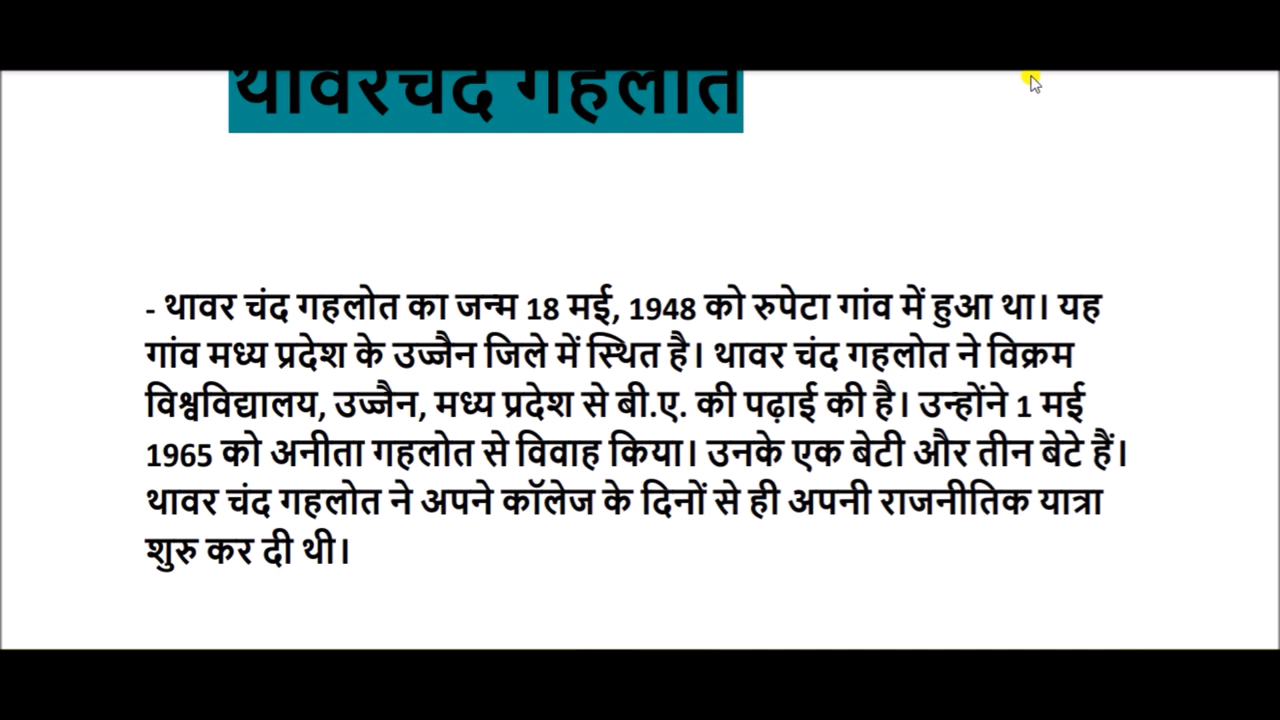 थावरचंद गहलोत
- थावर चंद गहलोत का जन्म 18 मई, 1948 को रुपेटा गांव में हुआ था। यह
गांव मध्य प्रदेश के उज्जैन जिले में स्थित है। थावर चंद गहलोत ने विक्रम
विश्वविद्यालय, उज्जैन, मध्य प्रदेश से बी.ए. की पढ़ाई की है। उन्होंने 1 मई
1965 को अनीता गहलोत से विवाह किया। उनके एक बेटी और तीन बेटे हैं।
थावर चंद गहलोत ने अपने कॉलेज के दिनों से ही अपनी राजनीतिक यात्रा
शुरु कर दी थी।